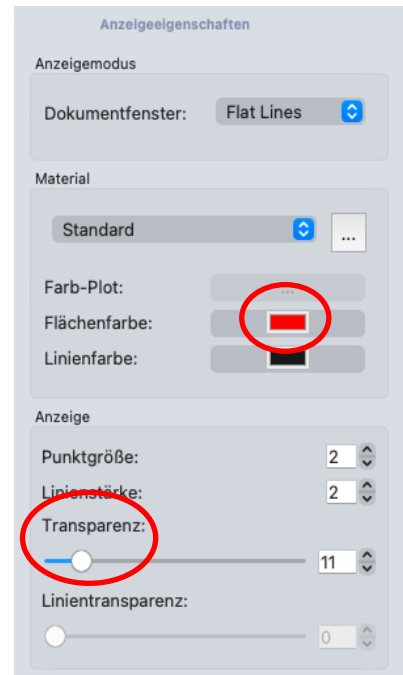 Anzeigeeigenschaften
Anzeigemodus
Dokumentfenster: Flat Lines
Material
Standard ...
Farb-Plot: ...
Flächenfarbe:
Linienfarbe:
Anzeige
Punktgröße: 2
Linienstärke: 2
Transparenz:
11
Linientransparenz:
0